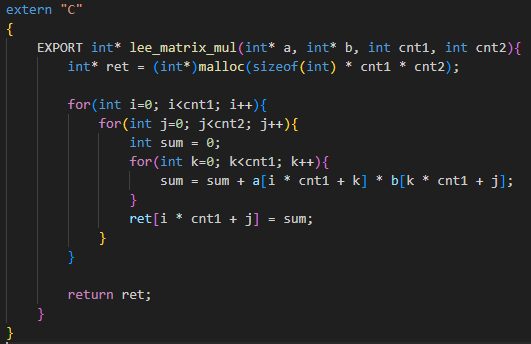 extern "C"
{
    EXPORT int* lee_matrix_mul(int* a, int* b, int cnt1, int cnt2){
        int* ret = (int*)malloc(sizeof(int) * cnt1 * cnt2);

        for(int i=0; i<cnt1; i++){
            for(int j=0; j<cnt2; j++){
                int sum = 0;
                for(int k=0; k<cnt1; k++){
                    sum = sum + a[i * cnt1 + k] * b[k * cnt1 + j];
                }
                ret[i * cnt1 + j] = sum;
            }
        }

        return ret;
    }
}